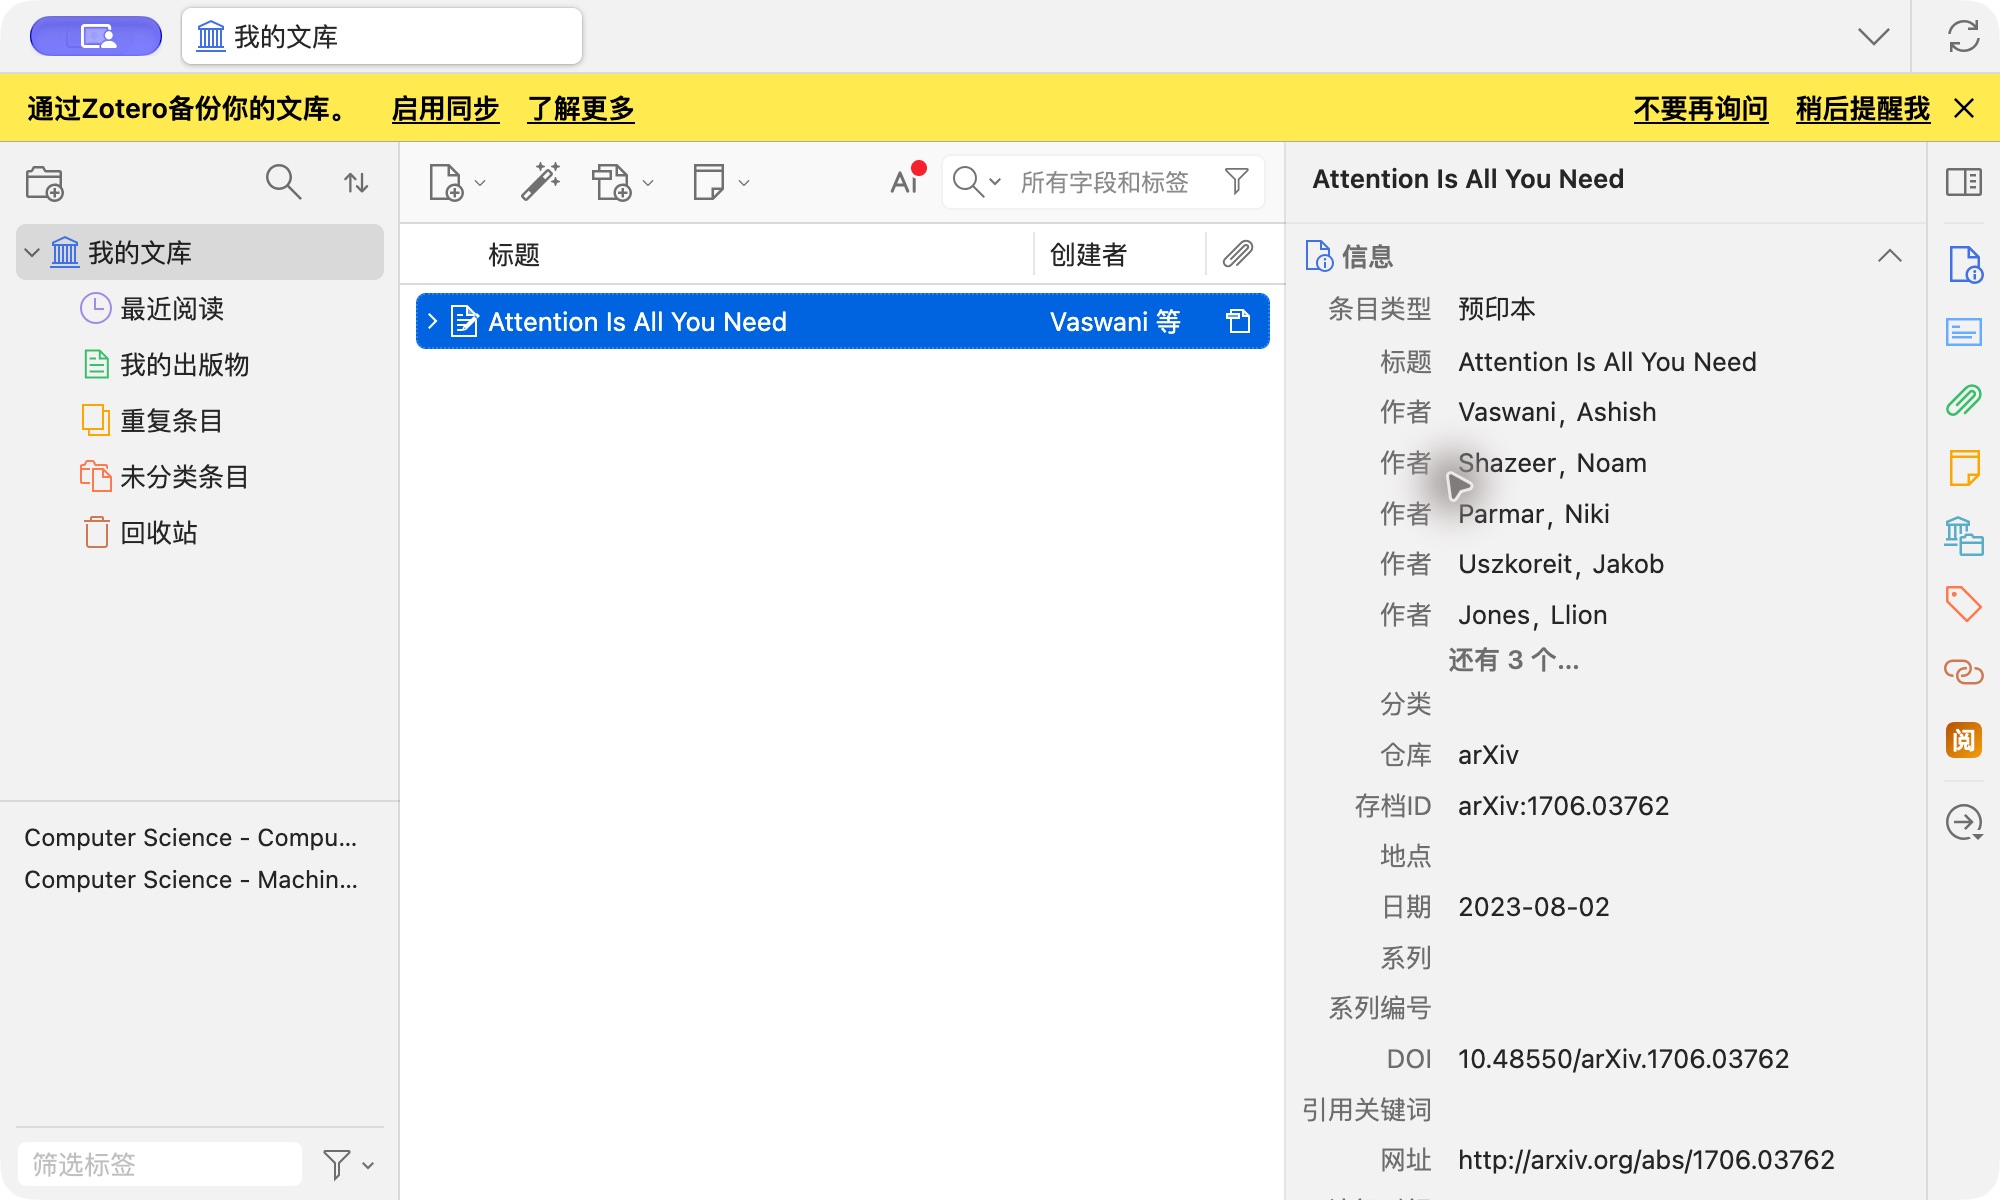 我的文库
通过Zotero备份你的文库。 启用同步 了解更多 不要再询问 稍后提醒我
我的文库
最近阅读
我的出版物
重复条目
未分类条目
回收站
Computer Science - Compu...
Computer Science - Machin...
筛选标签
AI 所有字段和标签
标题 创建者
Attention Is All You Need Vaswani 等
Attention Is All You Need
信息
条目类型 预印本
标题 Attention Is All You Need
作者 Vaswani, Ashish
作者 Shazeer, Noam
作者 Parmar, Niki
作者 Uszkoreit, Jakob
作者 Jones, Llion
还有 3 个...
分类
仓库 arXiv
存档ID arXiv:1706.03762
地点
日期 2023-08-02
系列
系列编号
DOI 10.48550/arXiv.1706.03762
引用关键词
网址 http://arxiv.org/abs/1706.03762
阅